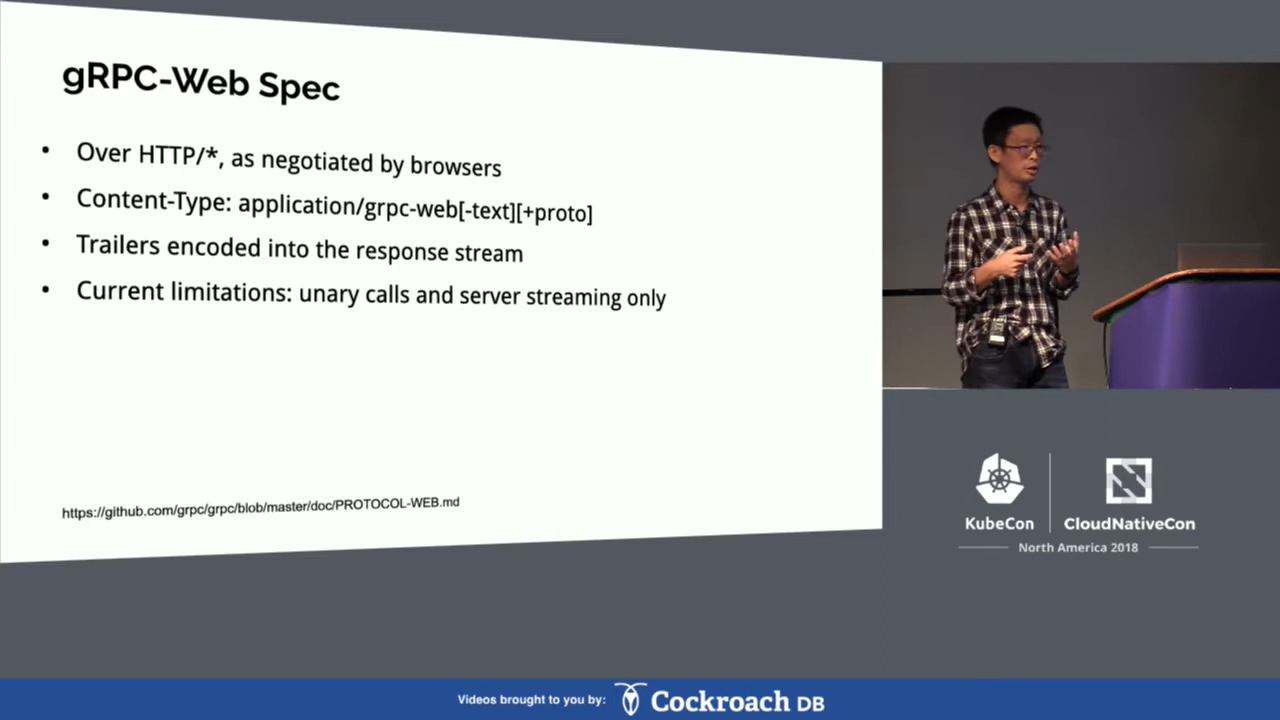 gRPC-Web Spec
• Over HTTP/*, as negotiated by browsers
• Content-Type: application/grpc-web[-text][+proto]
• Trailers encoded into the response stream
• Current limitations: unary calls and server streaming only
https://github.com/grpc/grpc/blob/master/doc/PROTOCOL-WEB.md
KubeCon
CloudNativeCon
North America 2018
Videos brought to you by: Cockroach DB